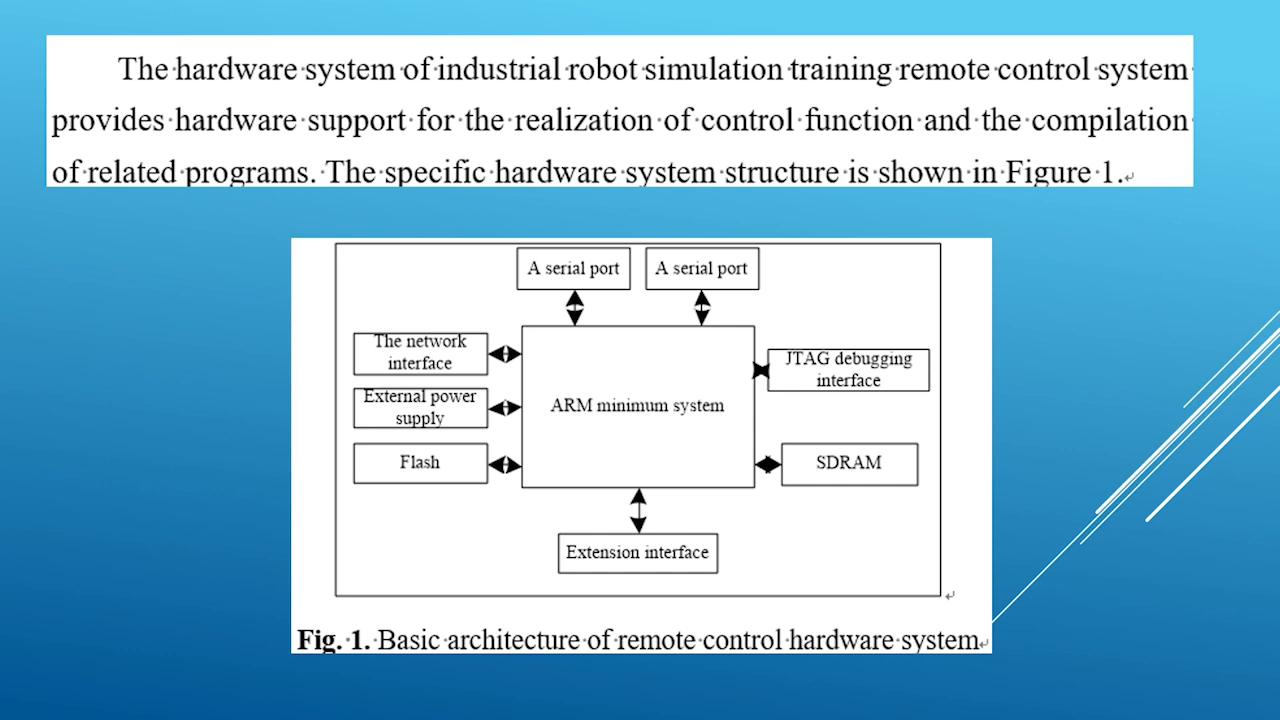 The hardware system of industrial robot simulation training remote control system
provides hardware support for the realization of control function and the compilation
of related programs. The specific hardware system structure is shown in Figure 1.
A serial port
A serial port
The network
interface
External power
supply
Flash
ARM minimum system
JTAG debugging
interface
SDRAM
Extension interface
Fig. 1. Basic architecture of remote control hardware system